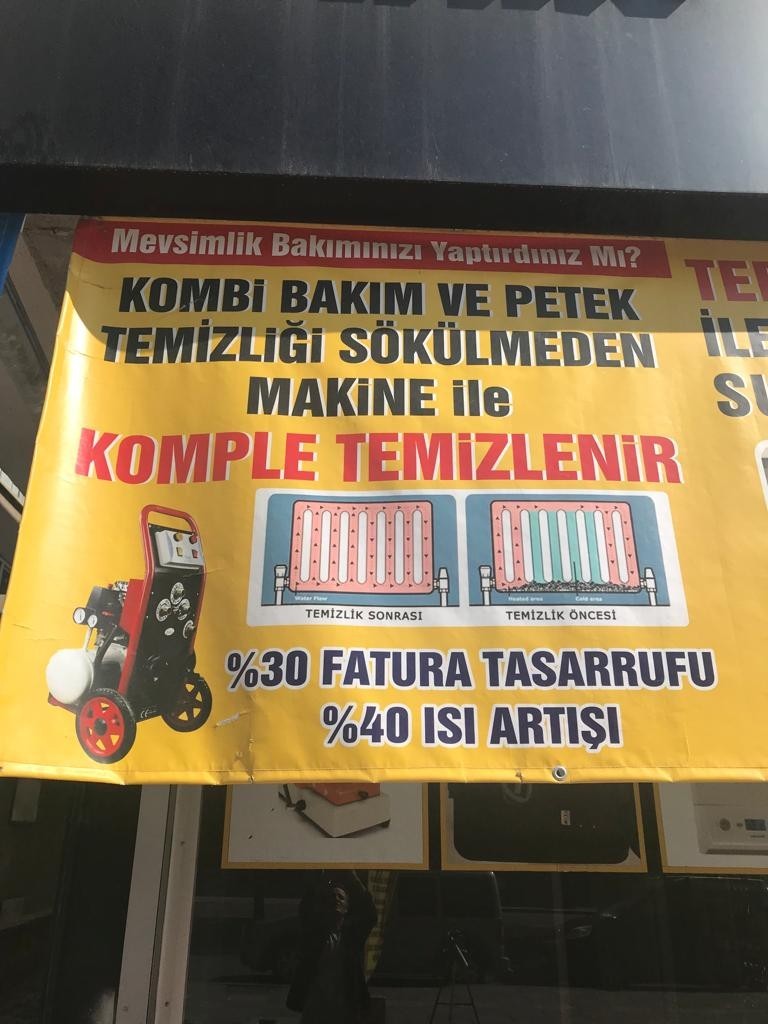 Mevsimlik Bakımınızı Yaptırdınız Mı?
KOMBİ BAKIM VE PETEK
TEMİZLİĞİ SÖKÜLMEDEN
MAKİNE ile
KOMPLE TEMİZLENİR
Water Flow
TEMİZLİK SONRASI
Heated area Cold area
TEMİZLİK ÖNCESİ
%30 FATURA TASARRUFU
%40 ISI ARTIŞI
İLE